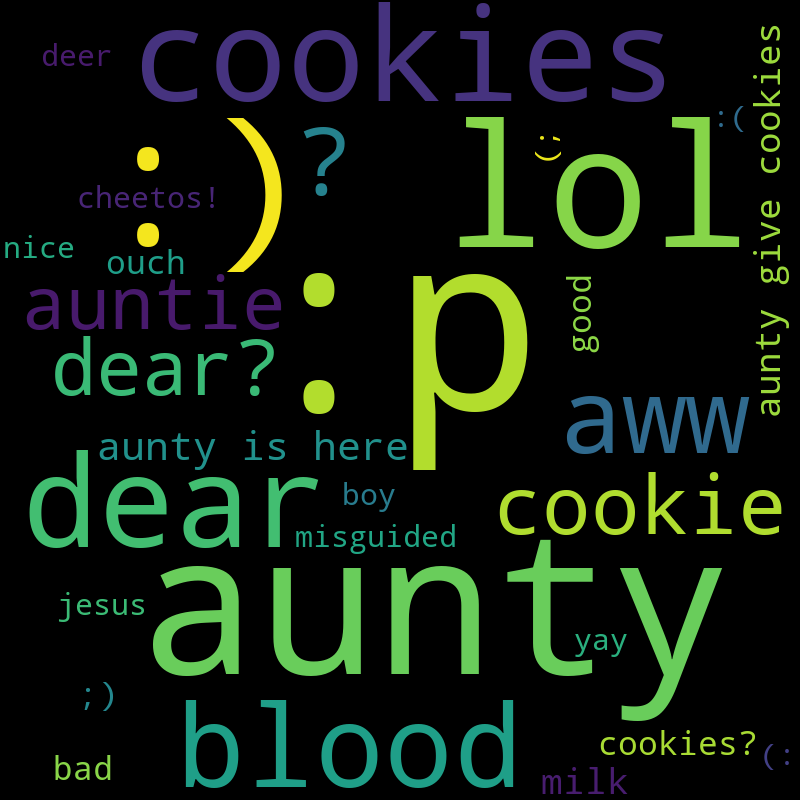 cookies
deer
aunty give cookies
:(
:)
?
lol
:)
cheetos!
nice
ouch
auntie
:p
good
dear?
aww
aunty is here
dear
boy
cookie
misguided
aunty
jesus
yay
;)
blood
cookies?
(:
bad
milk